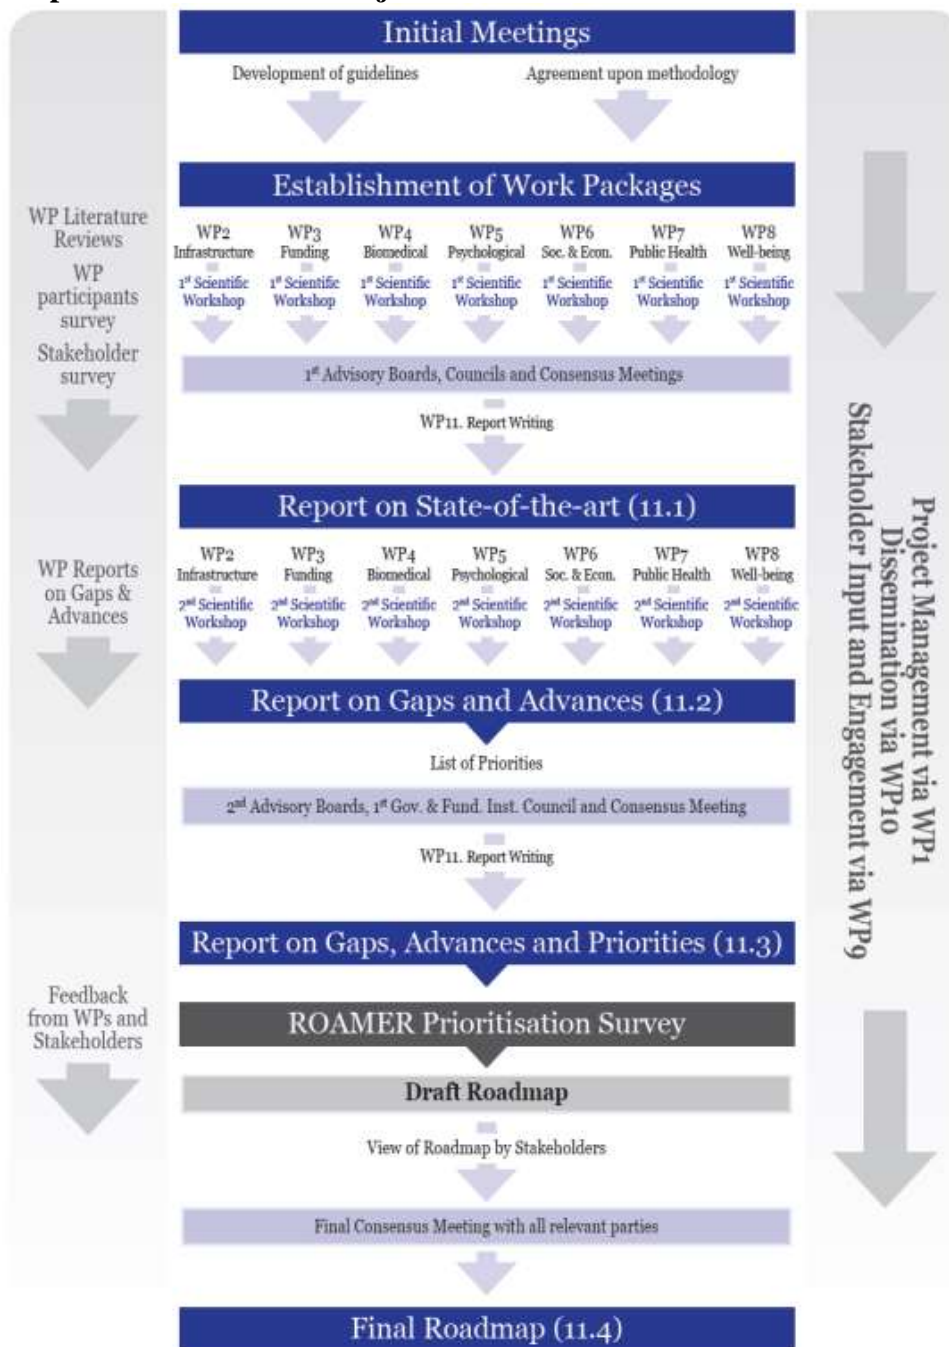 Initial Meetings
Development of guidelines
Agreement upon methodology
Establishment of Work Packages
WP Literature
Reviews
WP
participants
survey
Stakeholder
survey
WP2
Infrastructure
1st Scientific
Workshop
WP3
Funding
1st Scientific
Workshop
WP4
Biomedical
1st Scientific
Workshop
WP5
Psychological
1st Scientific
Workshop
WP6
Soc. & Econ.
1st Scientific
Workshop
WP7
Public Health
1st Scientific
Workshop
WP8
Well-being
1st Scientific
Workshop
1st Advisory Boards, Councils and Consensus Meetings
WP11. Report Writing
Report on State-of-the-art (11.1)
WP Reports
on Gaps &
Advances
WP2
Infrastructure
2nd Scientific
Workshop
WP3
Funding
2nd Scientific
Workshop
WP4
Biomedical
2nd Scientific
Workshop
WP5
Psychological
2nd Scientific
Workshop
WP6
Soc. & Econ.
2nd Scientific
Workshop
WP7
Public Health
2nd Scientific
Workshop
WP8
Well-being
2nd Scientific
Workshop
Report on Gaps and Advances (11.2)
List of Priorities
2nd Advisory Boards, 1st Gov. & Fund. Inst. Council and Consensus Meeting
WP11. Report Writing
Report on Gaps, Advances and Priorities (11.3)
Feedback
from WPs and
Stakeholders
ROAMER Prioritisation Survey
Draft Roadmap
View of Roadmap by Stakeholders
Final Consensus Meeting with all relevant parties
Final Roadmap (11.4)
Project Management via WP1
Dissemination via WP10
Stakeholder Input and Engagement via WP9